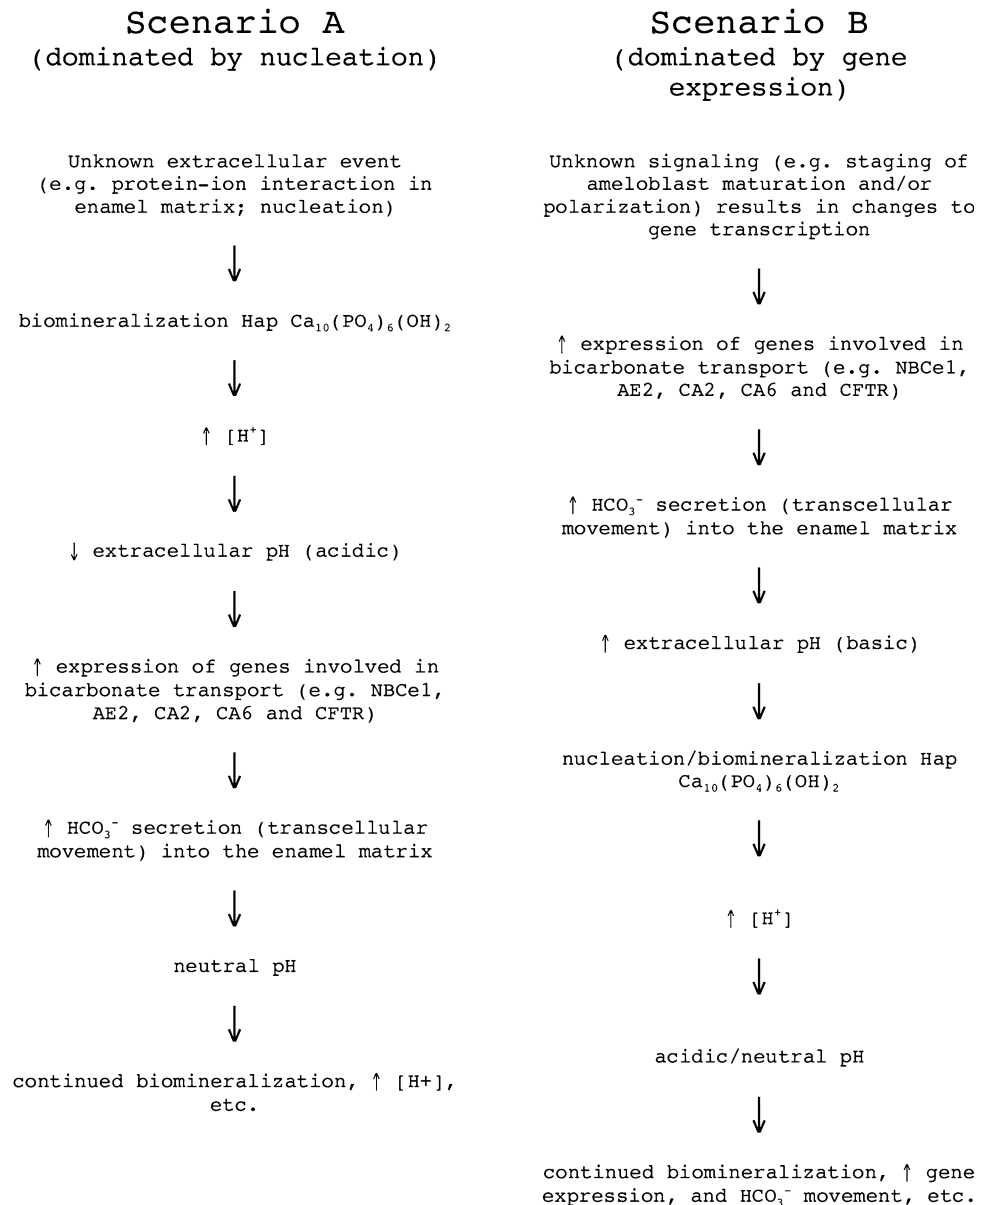 Scenario A
(dominated by nucleation)
Unknown extracellular event
(e.g. protein-ion interaction in
enamel matrix; nucleation)
↓
biomineralization Hap Ca₁₀(PO₄)₆(OH)₂
↓
↑ [H⁺]
↓
↓ extracellular pH (acidic)
↓
↑ expression of genes involved in
bicarbonate transport (e.g. NBCe1,
AE2, CA2, CA6 and CFTR)
↓
↑ HCO₃⁻ secretion (transcellular
movement) into the enamel matrix
↓
neutral pH
↓
continued biomineralization, ↑ [H+],
etc.
Scenario B
(dominated by gene
expression)
Unknown signaling (e.g. staging of
ameloblast maturation and/or
polarization) results in changes to
gene transcription
↓
↑ expression of genes involved in
bicarbonate transport (e.g. NBCe1,
AE2, CA2, CA6 and CFTR)
↓
↑ HCO₃⁻ secretion (transcellular
movement) into the enamel matrix
↓
↑ extracellular pH (basic)
↓
nucleation/biomineralization Hap
Ca₁₀(PO₄)₆(OH)₂
↓
↑ [H⁺]
↓
acidic/neutral pH
↓
continued biomineralization, ↑ gene
expression, and HCO₃⁻ movement, etc.